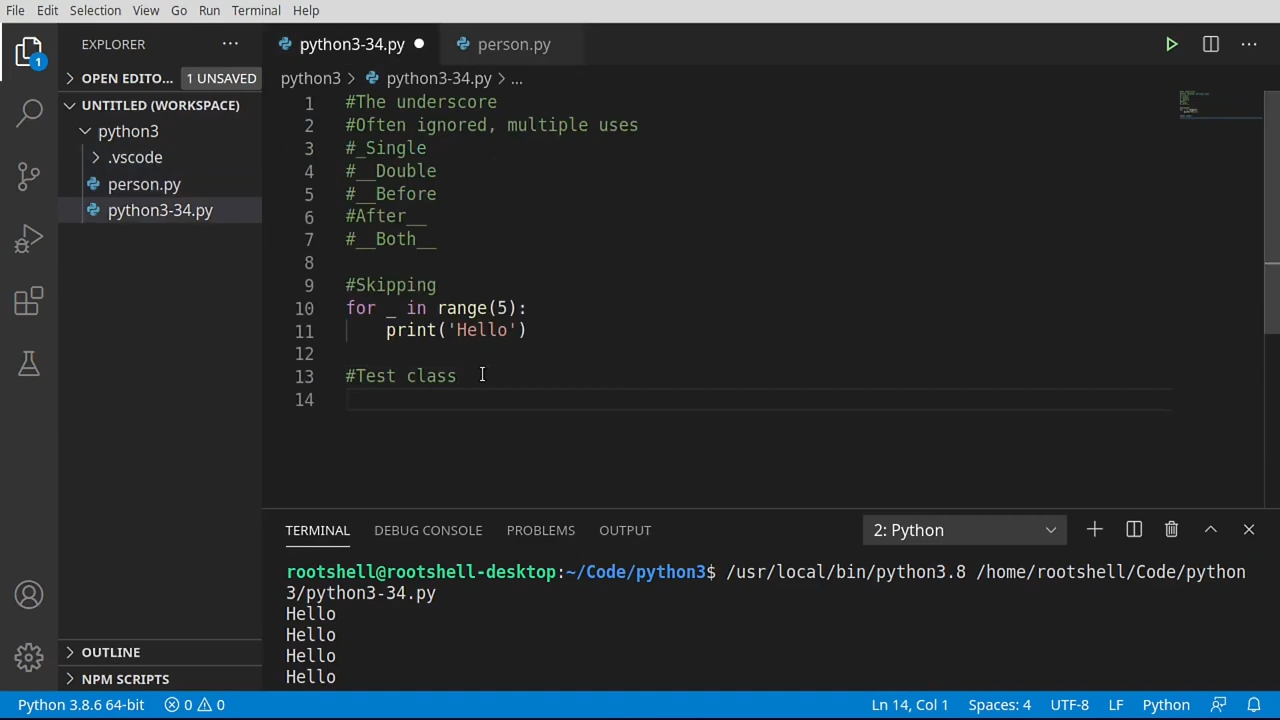 File Edit Selection View Go Run Terminal Help
EXPLORER ...
OPEN EDITO... 1 UNSAVED
UNTITLED (WORKSPACE)
python3
.vscode
person.py
python3-34.py
OUTLINE
NPM SCRIPTS
1
python3-34.py person.py
python3 > python3-34.py > ...
1 #The underscore
2 #Often ignored, multiple uses
3 #_Single
4 #__Double
5 #__Before
6 #After__
7 #__Both__
8
9 #Skipping
10 for _ in range(5):
11 print('Hello')
12
13 #Test class
14
TERMINAL DEBUG CONSOLE PROBLEMS OUTPUT 2: Python
rootshell@rootshell-desktop:~/Code/python3$ /usr/local/bin/python3.8 /home/rootshell/Code/python
3/python3-34.py
Hello
Hello
Hello
Hello
Python 3.8.6 64-bit 0 0 Ln 14, Col 1 Spaces: 4 UTF-8 LF Python